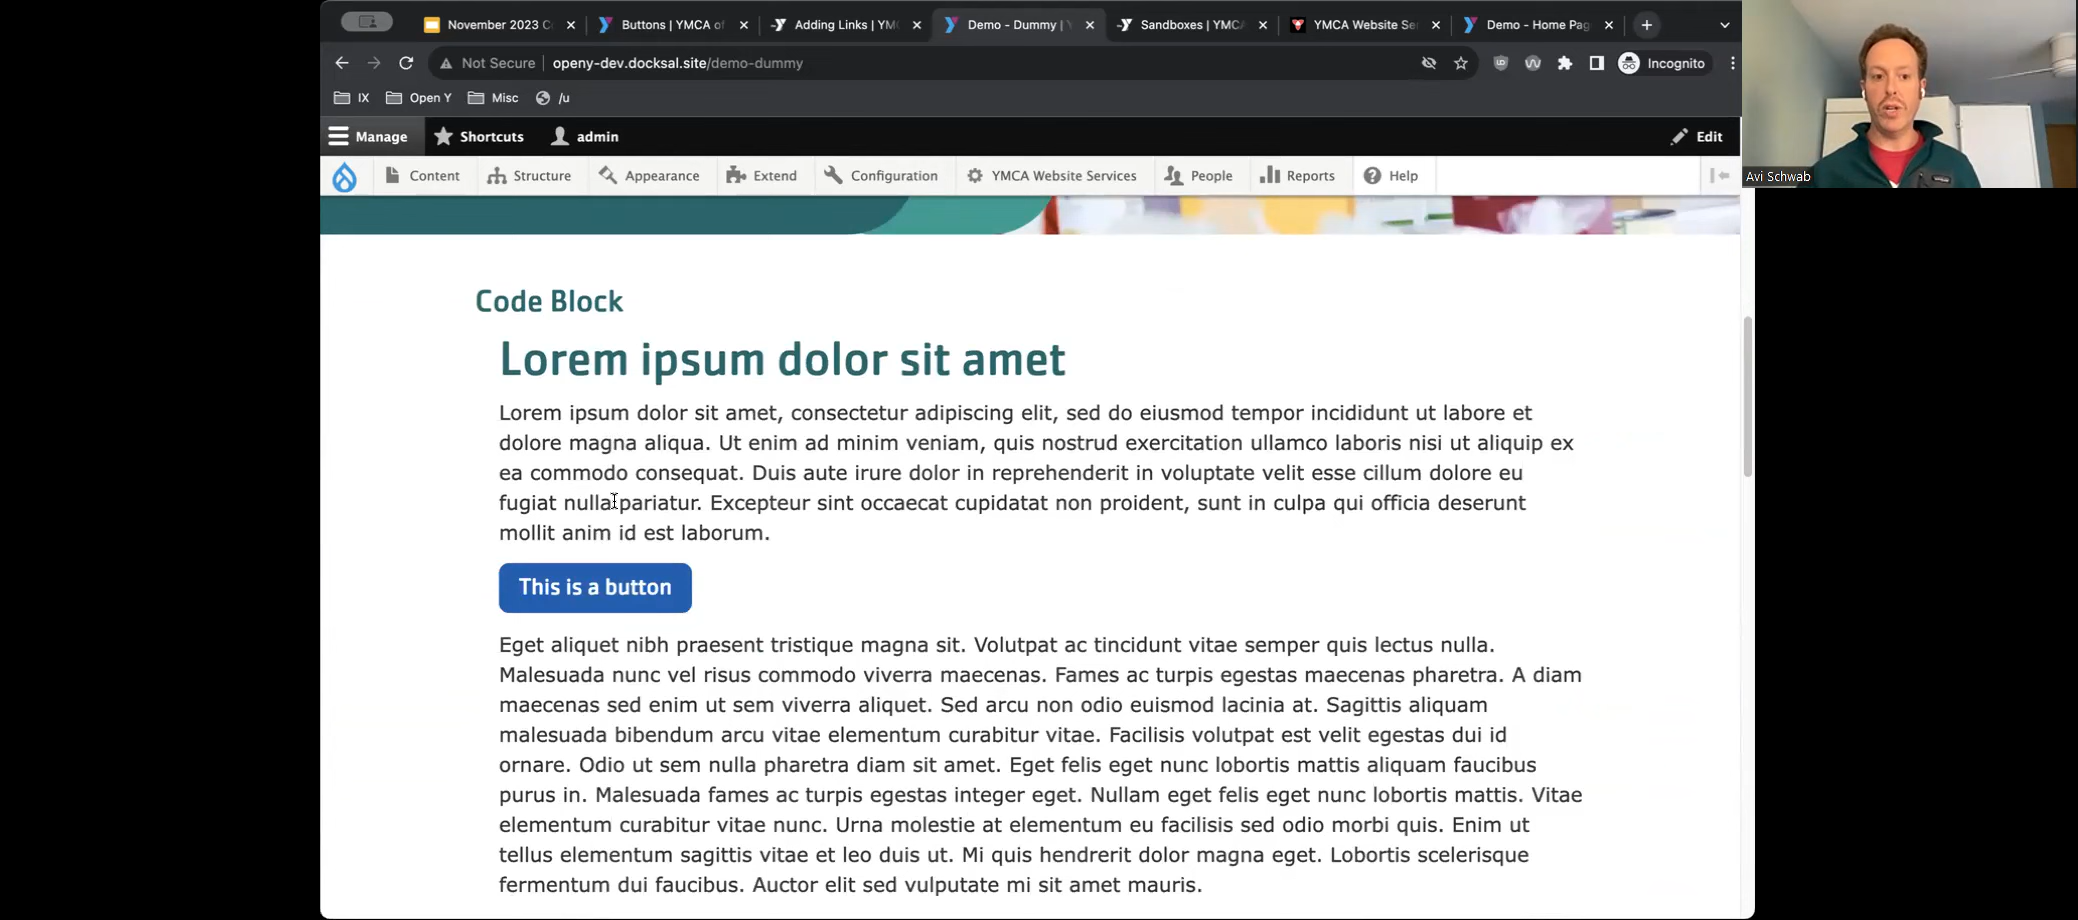 November 2023 C
Buttons | YMCA of
Adding Links | YMC
Demo - Dummy |
Sandboxes | YMCA
YMCA Website Se
Demo - Home Pag
Not Secure openy-dev.docksal.site/demo-dummy
Incognito
IX Open Y Misc /u
Manage Shortcuts admin Edit
Content Structure Appearance Extend Configuration YMCA Website Services People Reports Help
Avi Schwab
Code Block
Lorem ipsum dolor sit amet
Lorem ipsum dolor sit amet, consectetur adipiscing elit, sed do eiusmod tempor incididunt ut labore et
dolore magna aliqua. Ut enim ad minim veniam, quis nostrud exercitation ullamco laboris nisi ut aliquip ex
ea commodo consequat. Duis aute irure dolor in reprehenderit in voluptate velit esse cillum dolore eu
fugiat nulla pariatur. Excepteur sint occaecat cupidatat non proident, sunt in culpa qui officia deserunt
mollit anim id est laborum.
This is a button
Eget aliquet nibh praesent tristique magna sit. Volutpat ac tincidunt vitae semper quis lectus nulla.
Malesuada nunc vel risus commodo viverra maecenas. Fames ac turpis egestas maecenas pharetra. A diam
maecenas sed enim ut sem viverra aliquet. Sed arcu non odio euismod lacinia at. Sagittis aliquam
malesuada bibendum arcu vitae elementum curabitur vitae. Facilisis volutpat est velit egestas dui id
ornare. Odio ut sem nulla pharetra diam sit amet. Eget felis eget nunc lobortis mattis aliquam faucibus
purus in. Malesuada fames ac turpis egestas integer eget. Nullam eget felis eget nunc lobortis mattis. Vitae
elementum curabitur vitae nunc. Urna molestie at elementum eu facilisis sed odio morbi quis. Enim ut
tellus elementum sagittis vitae et leo duis ut. Mi quis hendrerit dolor magna eget. Lobortis scelerisque
fermentum dui faucibus. Auctor elit sed vulputate mi sit amet mauris.